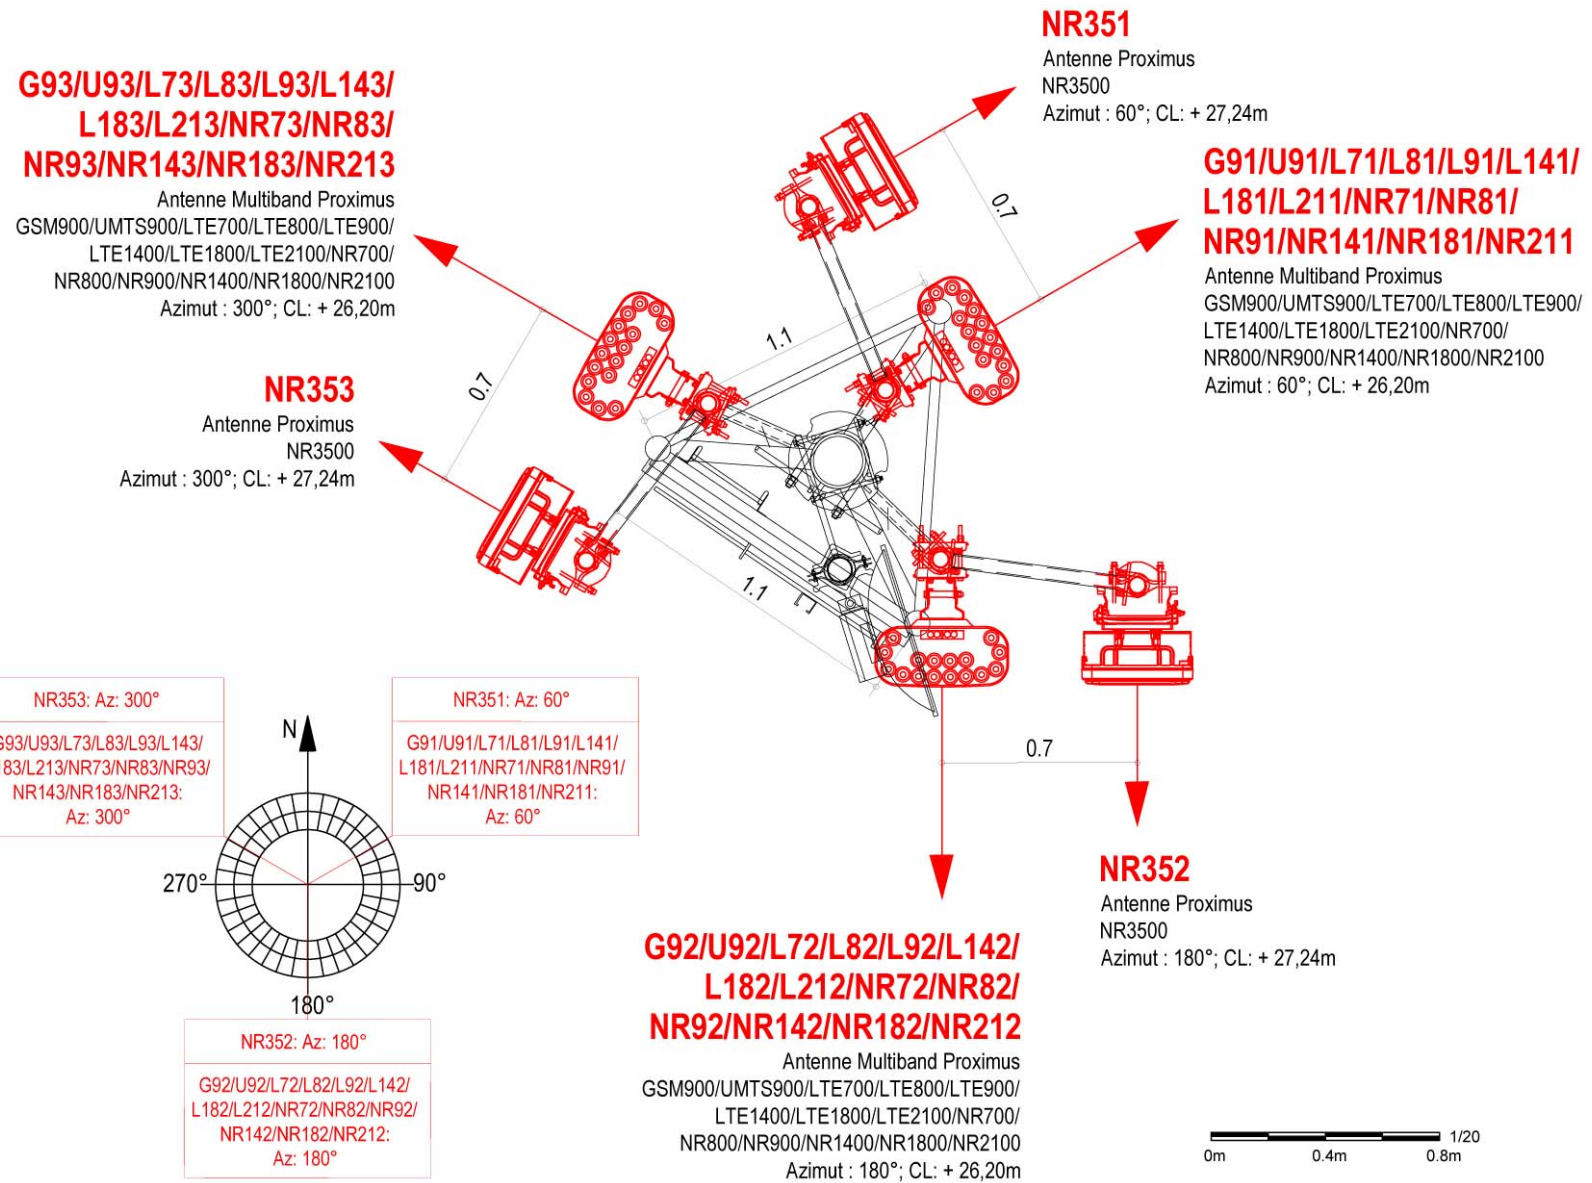 NR351
Antenne Proximus
NR3500
Azimut : 60°; CL: + 27,24m
G93/U93/L73/L83/L93/L143/
L183/L213/NR73/NR83/
NR93/NR143/NR183/NR213
Antenne Multiband Proximus
GSM900/UMTS900/LTE700/LTE800/LTE900/
LTE1400/LTE1800/LTE2100/NR700/
NR800/NR900/NR1400/NR1800/NR2100
Azimut : 300°; CL: + 26,20m
G91/U91/L71/L81/L91/L141/
L181/L211/NR71/NR81/
NR91/NR141/NR181/NR211
Antenne Multiband Proximus
GSM900/UMTS900/LTE700/LTE800/LTE900/
LTE1400/LTE1800/LTE2100/NR700/
NR800/NR900/NR1400/NR1800/NR2100
Azimut : 60°; CL: + 26,20m
0.7
1.1
0.7
NR353
Antenne Proximus
NR3500
Azimut : 300°; CL: + 27,24m
1.1
0.7
NR353: Az: 300°
G93/U93/L73/L83/L93/L143/
183/L213/NR73/NR83/NR93/
NR143/NR183/NR213:
Az: 300°
NR351: Az: 60°
G91/U91/L71/L81/L91/L141/
L181/L211/NR71/NR81/NR91/
NR141/NR181/NR211:
Az: 60°
N
270°
90°
180°
NR352: Az: 180°
G92/U92/L72/L82/L92/L142/
L182/L212/NR72/NR82/NR92/
NR142/NR182/NR212:
Az: 180°
NR352
Antenne Proximus
NR3500
Azimut : 180°; CL: + 27,24m
G92/U92/L72/L82/L92/L142/
L182/L212/NR72/NR82/
NR92/NR142/NR182/NR212
Antenne Multiband Proximus
GSM900/UMTS900/LTE700/LTE800/LTE900/
LTE1400/LTE1800/LTE2100/NR700/
NR800/NR900/NR1400/NR1800/NR2100
Azimut : 180°; CL: + 26,20m
1/20
0m 0.4m 0.8m